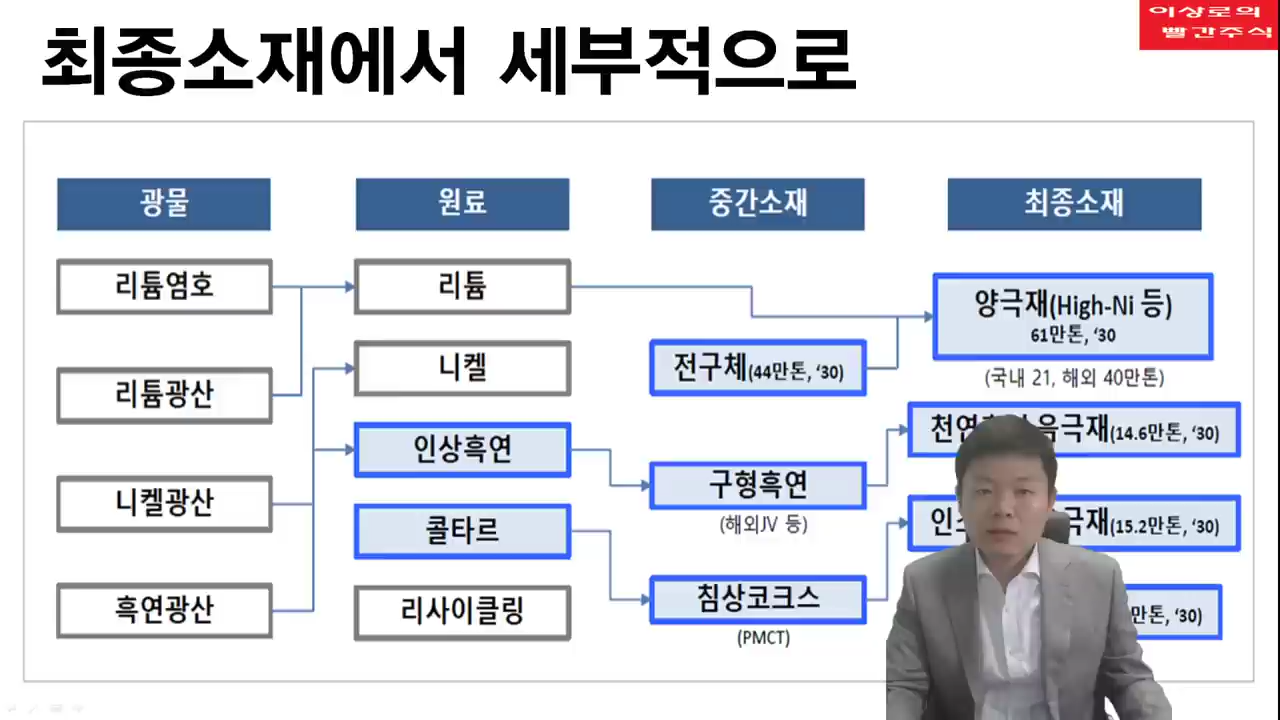 이상로의
빨간주식
최종소재에서 세부적으로
광물
원료
중간소재
최종소재
리튬염호
리튬
양극재(High-Ni 등)
61만톤, ‘30
(국내 21, 해외 40만톤)
리튬광산
니켈
전구체(44만톤, ‘30)
인상흑연
천연 음극재(14.6만톤, ‘30)
니켈광산
구형흑연
(해외JV 등)
콜타르
인 극재(15.2만톤, ‘30)
흑연광산
리사이클링
침상코크스
(PMCT)
만톤, ‘30)